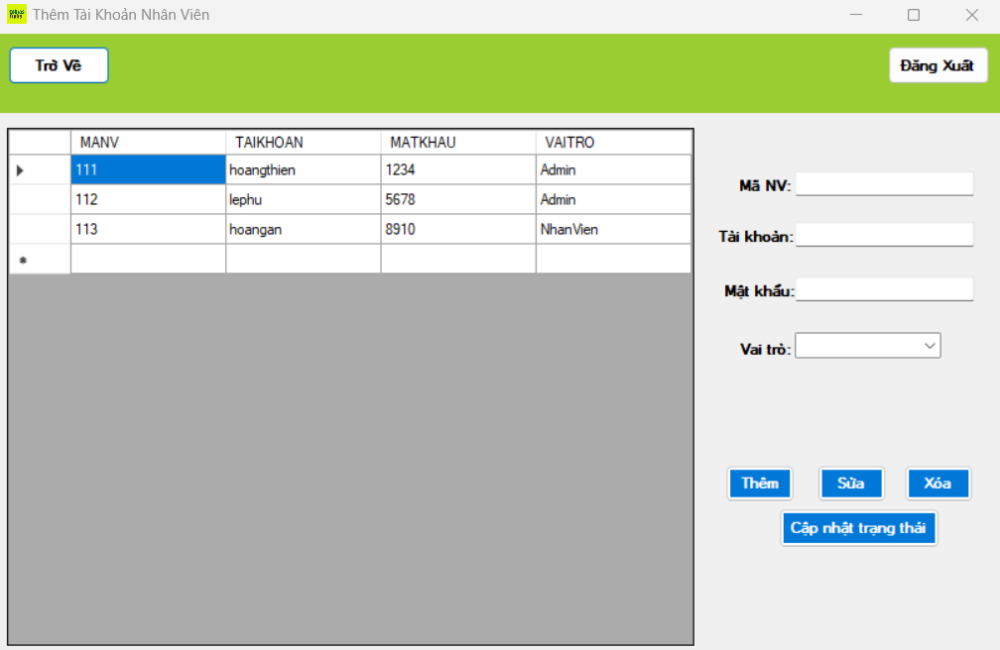 Thêm Tài Khoản Nhân Viên
Trở Về
Đăng Xuất
MANV TAIKHOAN MATKHAU VAITRO
111 hoangthien 1234 Admin
112 lephu 5678 Admin
113 hoangan 8910 NhanVien
Mã NV:
Tài khoản:
Mật khẩu:
Vai trò:
Thêm Sửa Xóa
Cập nhật trạng thái